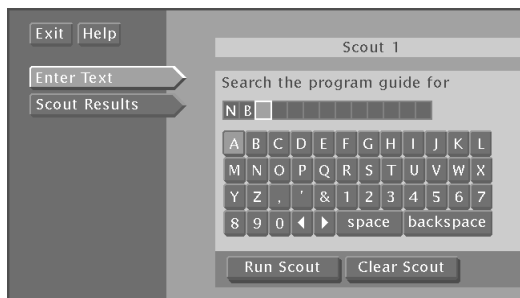 Exit Help
Scout 1
Enter Text
Scout Results
Search the program guide for
N B
A B C D E F G H I J K L
M N O P Q R S T U V W X
Y Z , ' & 1 2 3 4 5 6 7
8 9 0 space backspace
Run Scout Clear Scout